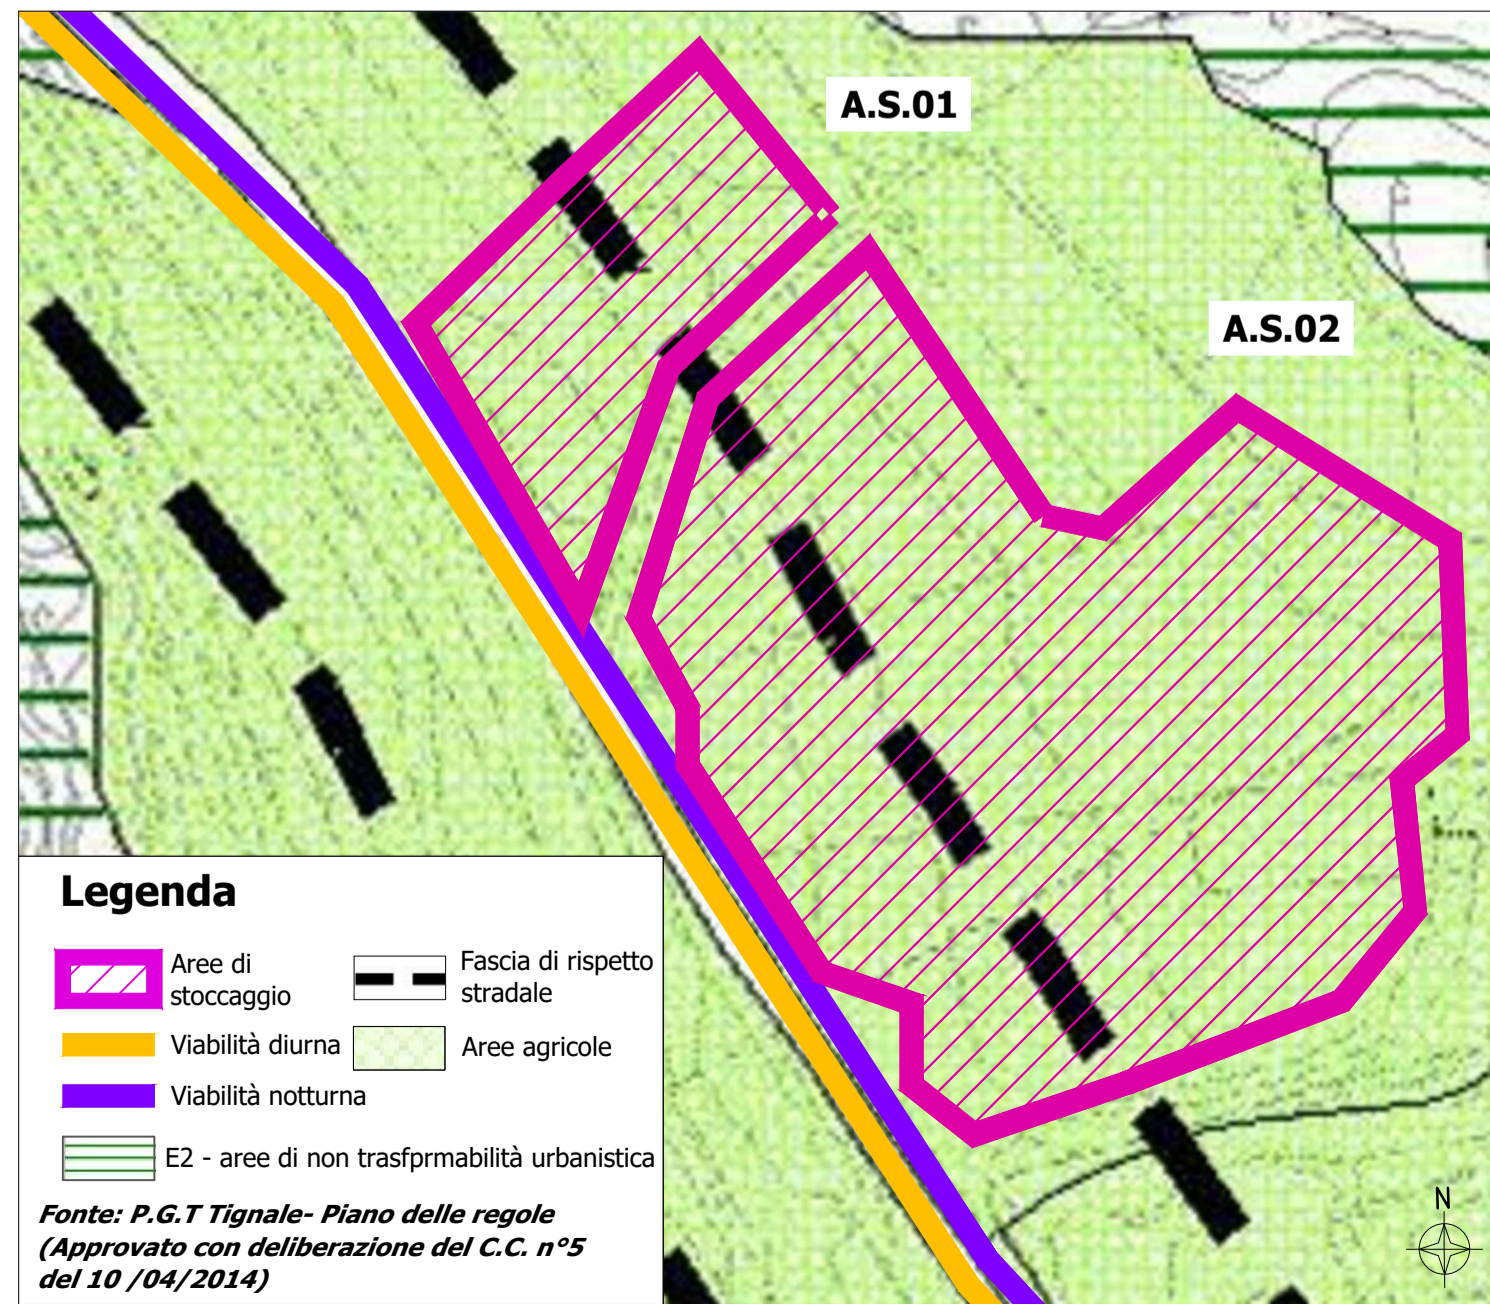 A.S.01
A.S.02
Legenda
Aree di
stoccaggio
Fascia di rispetto
stradale
Viabilità diurna
Aree agricole
Viabilità notturna
E2 - aree di non trasfprmabilità urbanistica
Fonte: P.G.T Tignale- Piano delle regole
(Approvato con deliberazione del C.C. n°5
del 10 /04/2014)
N